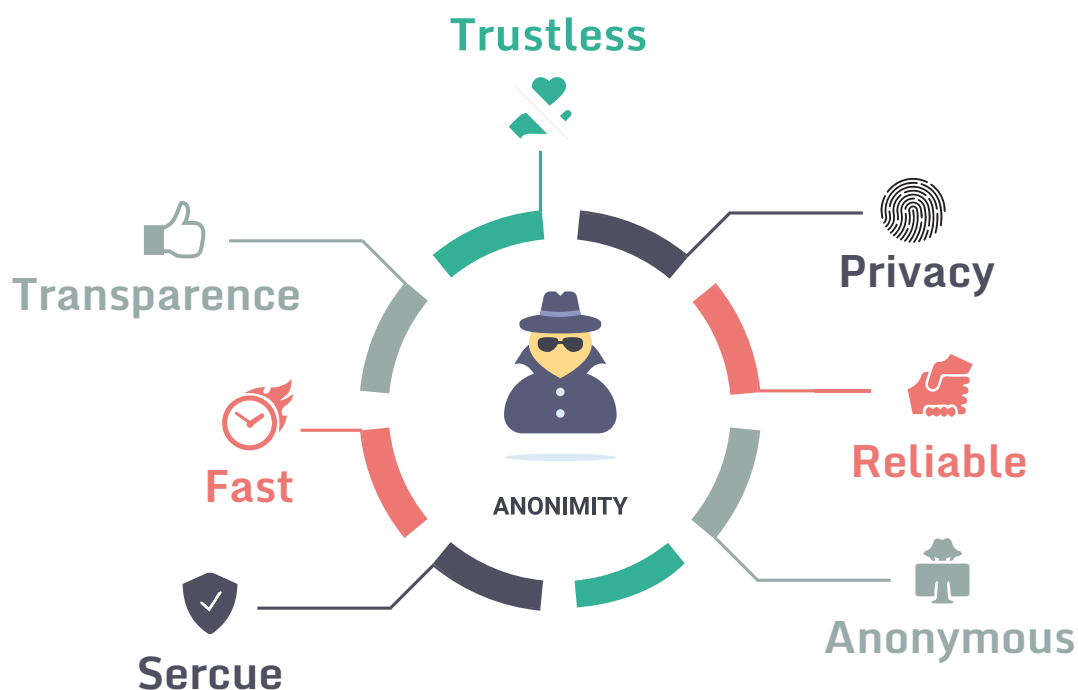 Trustless
Privacy
Transparence
Reliable
Fast
ANONIMITY
Anonymous
Sercue